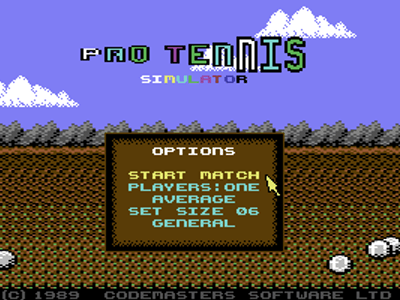 PRO TENNIS
SIMULATOR
OPTIONS
START MATCH
PLAYERS:ONE
AVERAGE
SET SIZE 06
GENERAL
(C) 1989 CODEMASTERS SOFTWARE LTD